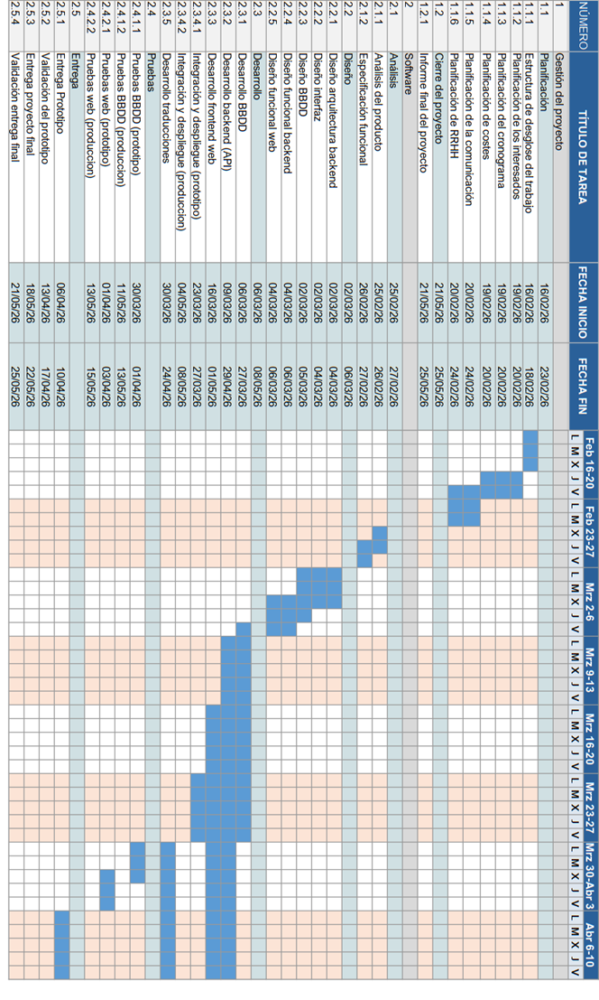 NÚMERO TÍTULO DE TAREA FECHA INICIO FECHA FIN Feb 16-20 Feb 23-27 Mrz 2-6 Mrz 9-13 Mrz 16-20 Mrz 23-27 Mrz 30-Abr 3 Abr 6-10
L M X J V L M X J V L M X J V L M X J V L M X J V L M X J V L M X J V L M X J V
1 Gestión del proyecto
1.1 Planificación 16/02/26 23/02/26
1.1.1 Estructura de desglose del trabajo 16/02/26 18/02/26
1.1.2 Planificación de los interesados 19/02/26 20/02/26
1.1.3 Planificación del cronograma 19/02/26 20/02/26
1.1.4 Planificación de costes 19/02/26 20/02/26
1.1.5 Planificación de la comunicación 20/02/26 24/02/26
1.1.6 Planificación de RRHH 20/02/26 24/02/26
1.2 Cierre del proyecto 21/05/26 25/05/26
1.2.1 Informe final del proyecto 21/05/26 25/05/26
2 Software
2.1 Análisis 25/02/26 27/02/26
2.1.1 Análisis del producto 25/02/26 26/02/26
2.1.2 Especificación funcional 26/02/26 27/02/26
2.2 Diseño 02/03/26 06/03/26
2.2.1 Diseño arquitectura backend 02/03/26 04/03/26
2.2.2 Diseño interfaz 02/03/26 04/03/26
2.2.3 Diseño BBDD 02/03/26 05/03/26
2.2.4 Diseño funcional backend 04/03/26 06/03/26
2.2.5 Diseño funcional web 04/03/26 06/03/26
2.3 Desarrollo 06/03/26 08/05/26
2.3.1 Desarrollo BBDD 06/03/26 27/03/26
2.3.2 Desarrollo backend (API) 09/03/26 29/04/26
2.3.3 Desarrollo frontend web 16/03/26 01/05/26
2.3.4.1 Integración y despliegue (prototipo) 23/03/26 27/03/26
2.3.4.2 Integración y despliegue (produccion) 04/05/26 08/05/26
2.3.5 Desarrollo traducciones 30/03/26 24/04/26
2.4 Pruebas
2.4.1.1 Pruebas BBDD (prototipo) 30/03/26 01/04/26
2.4.1.2 Pruebas BBDD (produccion) 11/05/26 13/05/26
2.4.2.1 Pruebas web (prototipo) 01/04/26 03/04/26
2.4.2.2 Pruebas web (produccion) 13/05/26 15/05/26
2.5 Entrega
2.5.1 Entrega Prototipo 06/04/26 10/04/26
2.5.2 Validación del prototipo 13/04/26 17/04/26
2.5.3 Entrega proyecto final 18/05/26 22/05/26
2.5.4 Validación entrega final 21/05/26 25/05/26